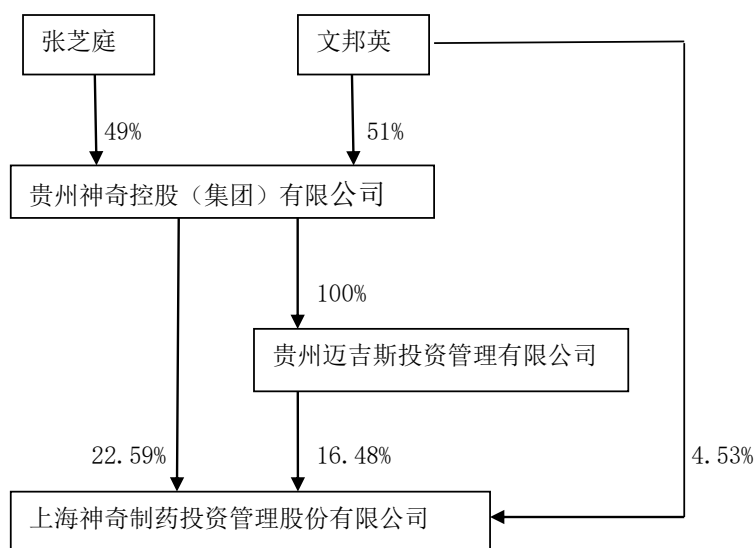 张芝庭
文邦英
49%
51%
贵州神奇控股（集团）有限公司
100%
贵州迈吉斯投资管理有限公司
22.59%
16.48%
4.53%
上海神奇制药投资管理股份有限公司